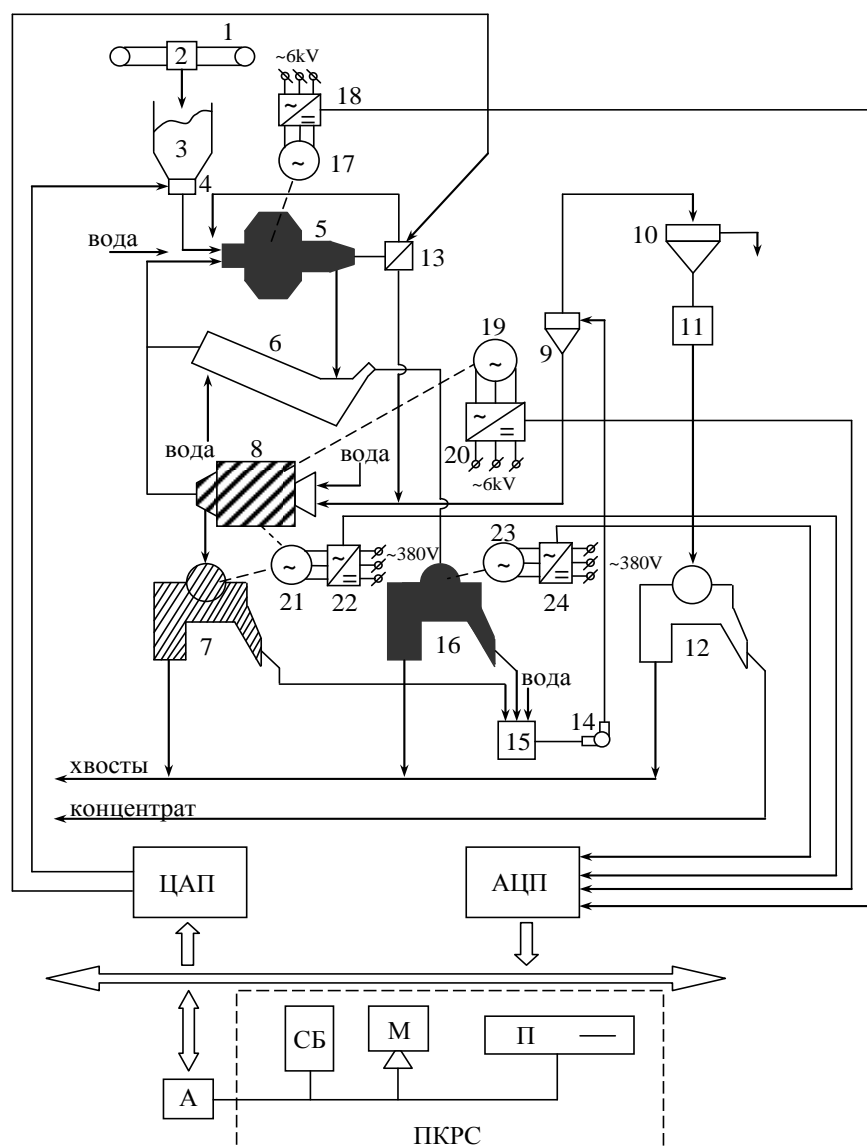 1
2
~6kV
~
=
18
3
~
17
4
5
вода
13
10
6
19
~
9
11
~
=
20
~6kV
вода
8
вода
~
~
=
~380V
21
22
23
~
~
=
~380V
24
7
16
12
вода
14
15
хвосты
концентрат
ЦАП
АЦП
СБ
М
П
А
ПКРС